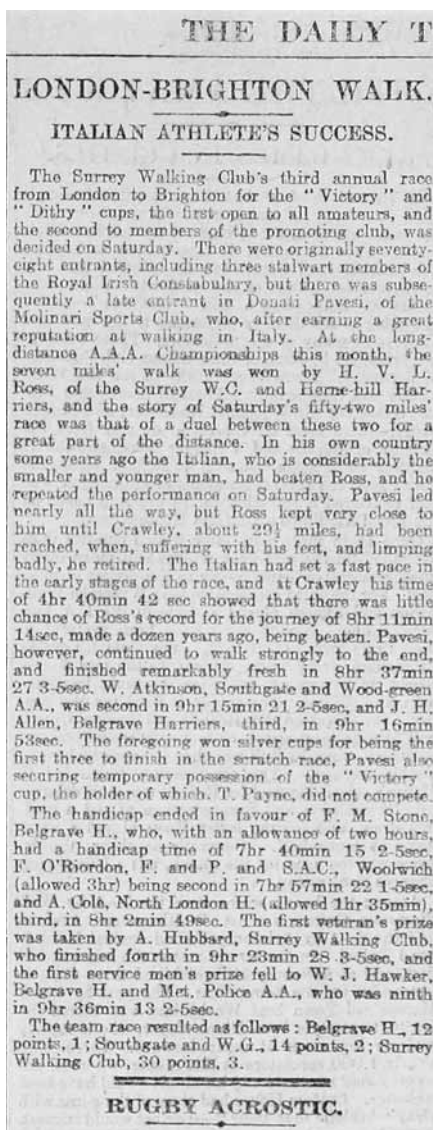 THE DAILY T
LONDON-BRIGHTON WALK.
ITALIAN ATHLETE'S SUCCESS.
The Surrey Walking Club's third annual race
from London to Brighton for the "Victory" and
"Dithy" cups, the first open to all amateurs, and
the second to members of the promoting club, was
decided on Saturday. There were originally seventy-
eight entrants, including three stalwart members of
the Royal Irish Constabulary, but there was subse-
quently a late entrant in Donati Pavesi, of the
Molinari Sports Club, who, after earning a great
reputation at walking in Italy. At the long-
distance A.A.A. Championships this month, the
seven miles' walk was won by H. V. L.
Ross, of the Surrey W.C. and Herne-hill Har-
riers, and the story of Saturday's fifty-two miles'
race was that of a duel between these two for a
great part of the distance. In his own country
some years ago the Italian, who is considerably the
smaller and younger man, had beaten Ross, and he
repeated the performance on Saturday. Pavesi led
nearly all the way, but Ross kept very close to
him until Crawley, about 29½ miles, had been
reached, when, suffering with his feet, and limping
badly, he retired. The Italian had set a fast pace in
the early stages of the race, and at Crawley his time
of 4hr 40min 42 sec showed that there was little
chance of Ross's record for the journey of 8hr 11min
14sec, made a dozen years ago, being beaten. Pavesi,
however, continued to walk strongly to the end,
and finished remarkably fresh in 8hr 37min
27 3-5sec. W. Atkinson, Southgate and Wood-green
A.A., was second in 9hr 15min 21 2-5sec, and J. H.
Allen, Belgrave Harriers, third, in 9hr 16min
53sec. The foregoing won silver cups for being the
first three to finish in the scratch race, Pavesi also
securing temporary possession of the "Victory"
cup, the holder of which, T. Payne, did not compete.
The handicap ended in favour of F. M. Stone,
Belgrave H., who, with an allowance of two hours,
had a handicap time of 7hr 40min 15 2-5sec,
F. O'Riordon, F. and P. and S.A.C., Woolwich
(allowed 3hr) being second in 7hr 57min 22 1-5sec,
and A. Cole, North London H. (allowed 1hr 35min),
third, in 8hr 2min 49sec. The first veteran's prize
was taken by A. Hubbard, Surrey Walking Club,
who finished fourth in 9hr 23min 28 3-5sec, and
the first service men's prize fell to W. J. Hawker,
Belgrave H. and Met. Police A.A., who was ninth
in 9hr 36min 13 2-5sec.
The team race resulted as follows: Belgrave H., 12
points, 1; Southgate and W.G., 14 points, 2; Surrey
Walking Club, 30 points, 3.
RUGBY ACROSTIC.